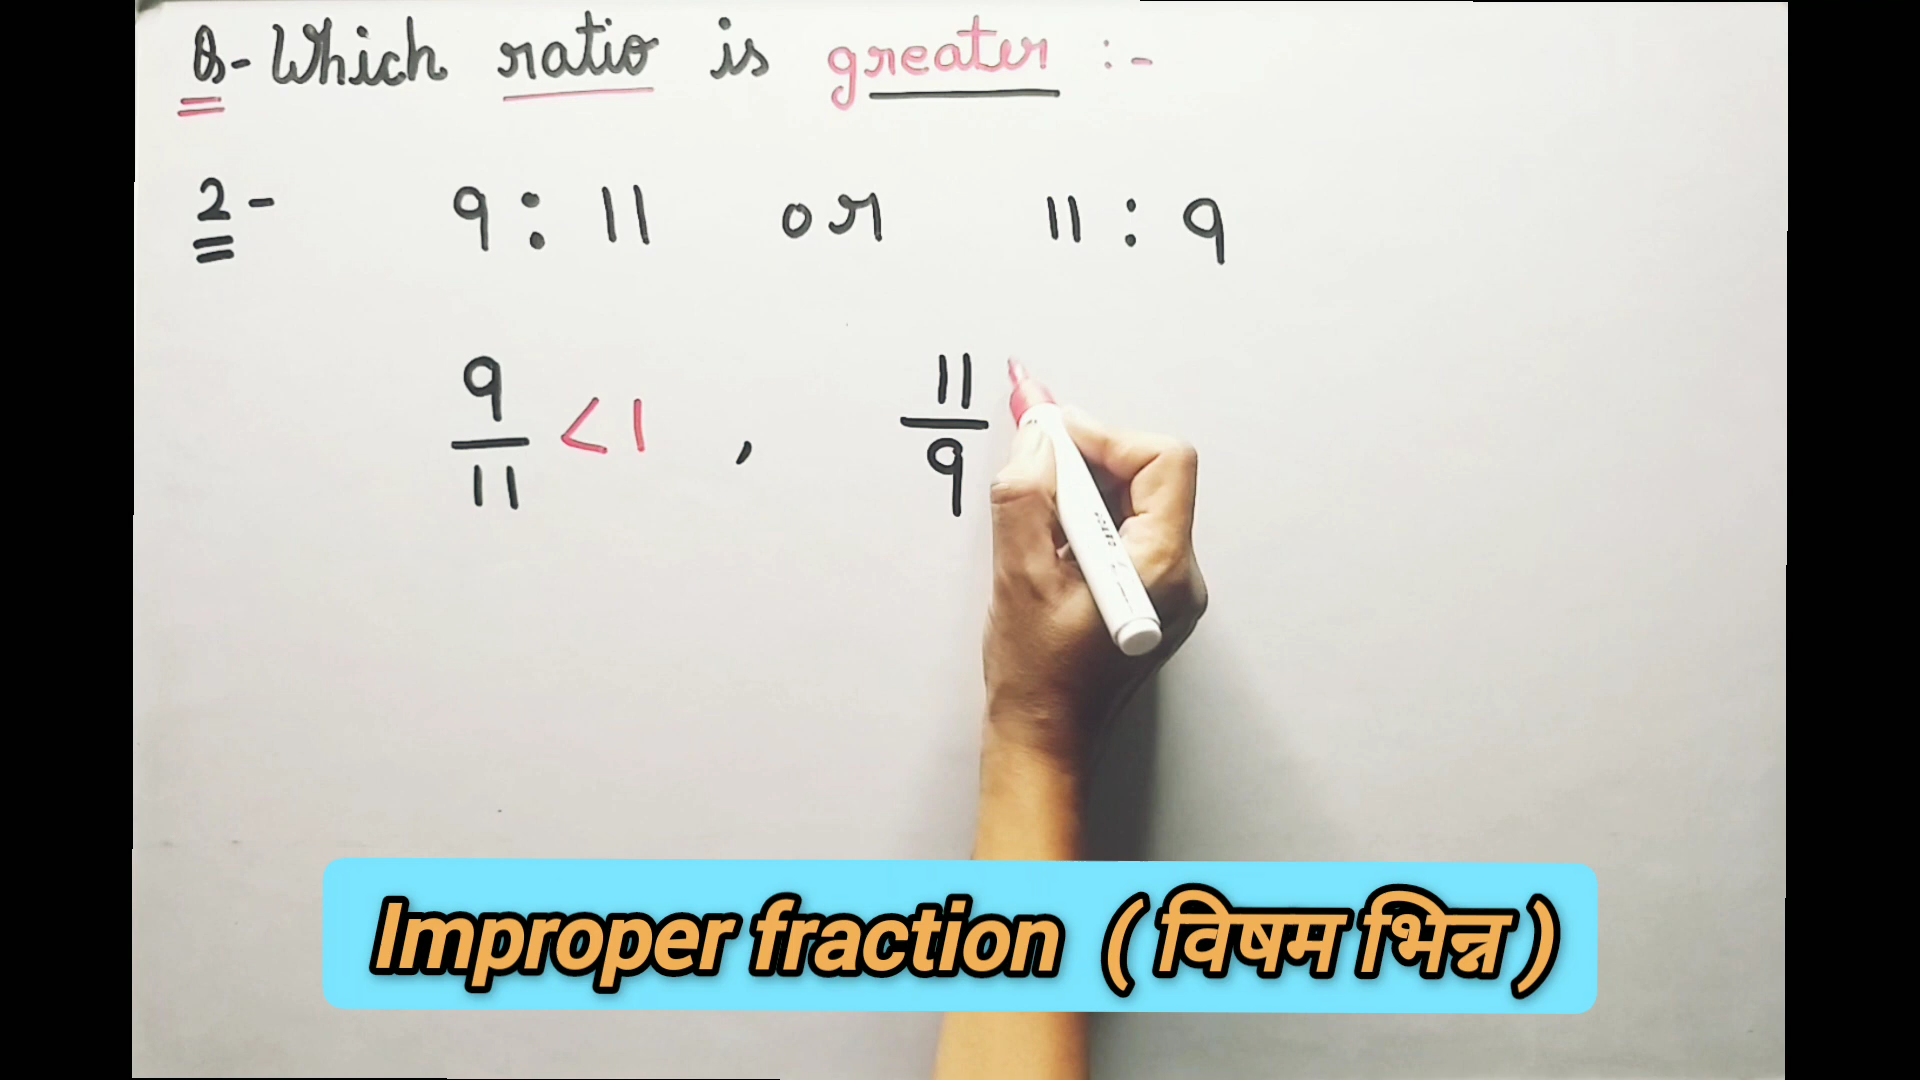 Q- Which ratio is greater :-
2- 9 : 11 or 11 : 9
9/11 < 1 , 11/9
Improper fraction ( विषम भिन्न )